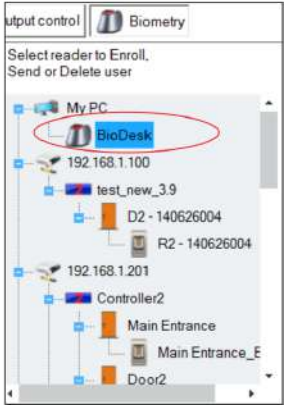 utput control Biometry
Select reader to Enroll,
Send or Delete user
My PC
BioDesk
192.168.1.100
test_new_3.9
D2 - 140626004
R2 - 140626004
192.168.1.201
Controller2
Main Entrance
Main Entrance_E
Door2